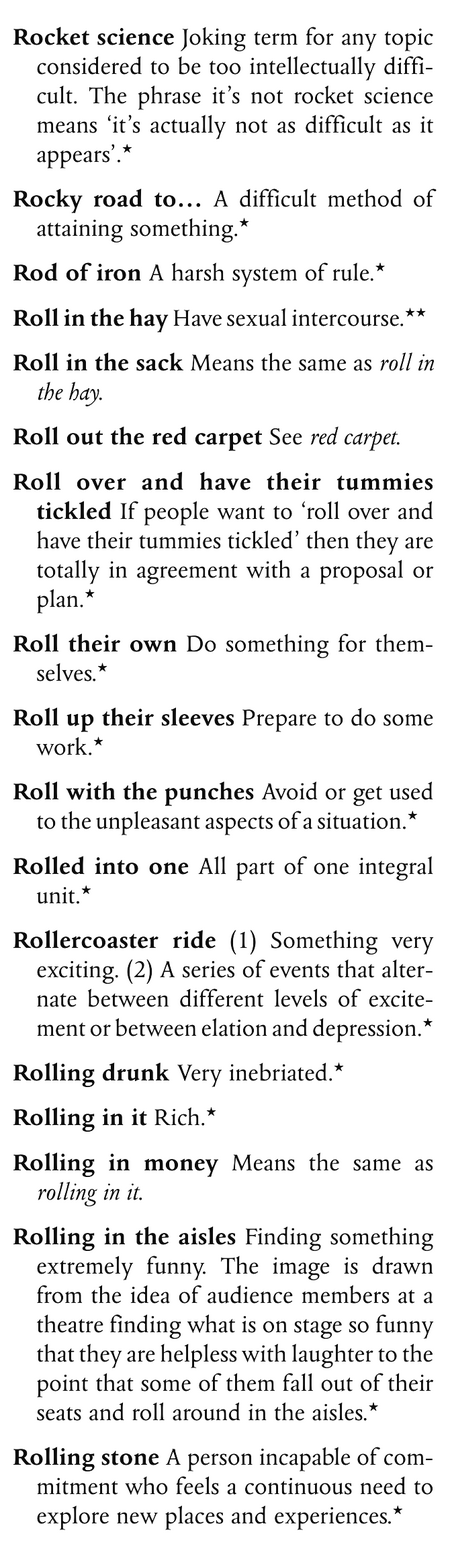 Rocket science Joking term for any topic
considered to be too intellectually diffi-
cult. The phrase it’s not rocket science
means ‘it’s actually not as difficult as it
appears’.★
Rocky road to… A difficult method of
attaining something.★
Rod of iron A harsh system of rule.★
Roll in the hay Have sexual intercourse.★★
Roll in the sack Means the same as roll in
the hay.
Roll out the red carpet See red carpet.
Roll over and have their tummies
tickled If people want to ‘roll over and
have their tummies tickled’ then they are
totally in agreement with a proposal or
plan.★
Roll their own Do something for them-
selves.★
Roll up their sleeves Prepare to do some
work.★
Roll with the punches Avoid or get used
to the unpleasant aspects of a situation.★
Rolled into one All part of one integral
unit.★
Rollercoaster ride (1) Something very
exciting. (2) A series of events that alter-
nate between different levels of excite-
ment or between elation and depression.★
Rolling drunk Very inebriated.★
Rolling in it Rich.★
Rolling in money Means the same as
rolling in it.
Rolling in the aisles Finding something
extremely funny. The image is drawn
from the idea of audience members at a
theatre finding what is on stage so funny
that they are helpless with laughter to the
point that some of them fall out of their
seats and roll around in the aisles.★
Rolling stone A person incapable of com-
mitment who feels a continuous need to
explore new places and experiences.★